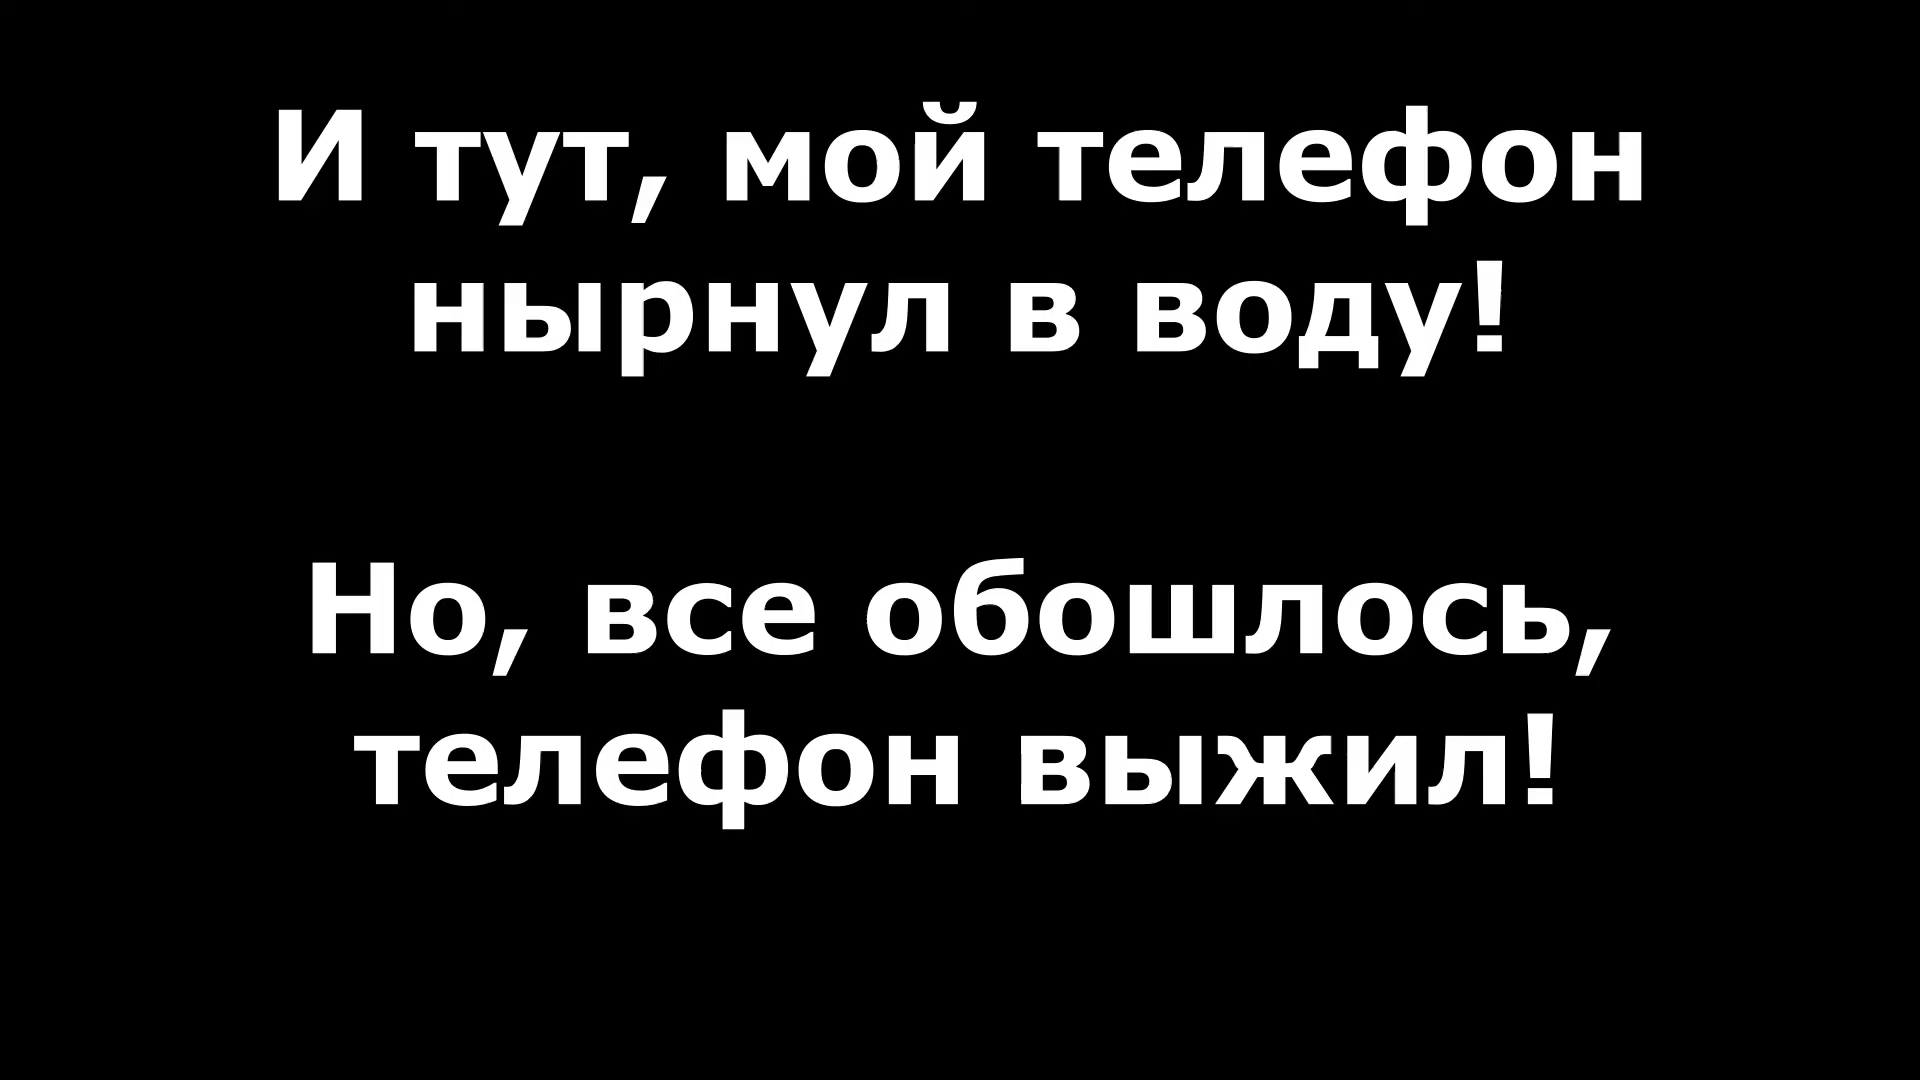 И тут, мой телефон
нырнул в воду!
Но, все обошлось,
телефон выжил!